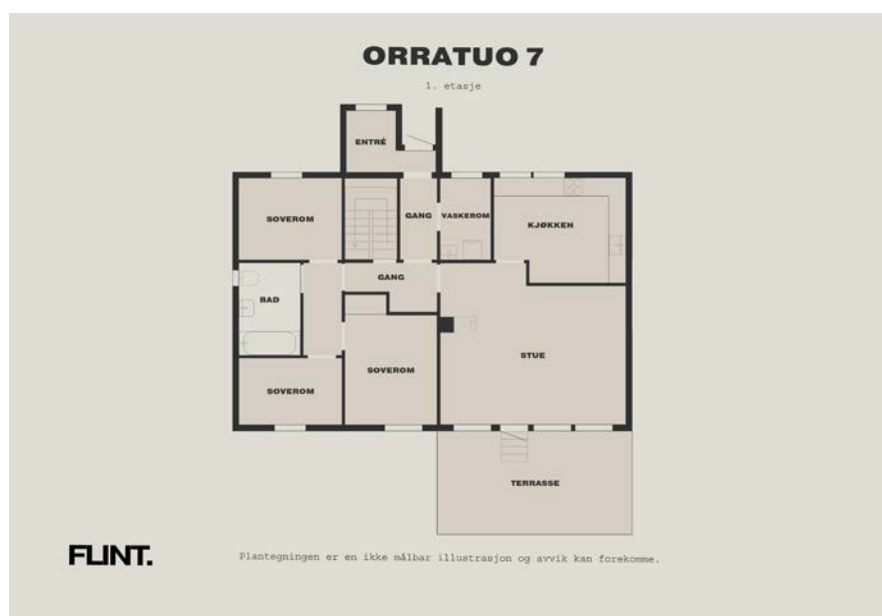 ORRATUO 7
1. etasje
ENTRÉ
SOVEROM
GANG
VASKEROM
KJØKKEN
GANG
BAD
STUE
SOVEROM
SOVEROM
TERRASSE
FLINT.
Plantegningen er en ikke målbar illustrasjon og avvik kan forekomme.